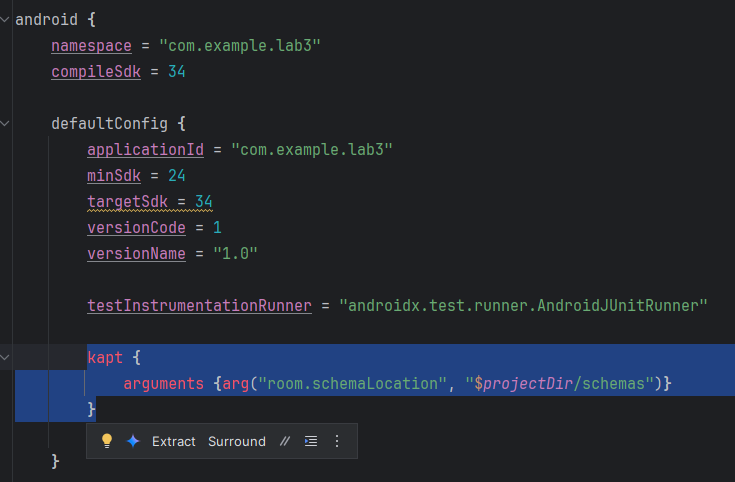 android {
    namespace = "com.example.lab3"
    compileSdk = 34
    defaultConfig {
        applicationId = "com.example.lab3"
        minSdk = 24
        targetSdk = 34
        versionCode = 1
        versionName = "1.0"
        testInstrumentationRunner = "androidx.test.runner.AndroidJUnitRunner"
        kapt {
            arguments {arg("room.schemaLocation", "$projectDir/schemas")}
        }
Extract Surround //
    }